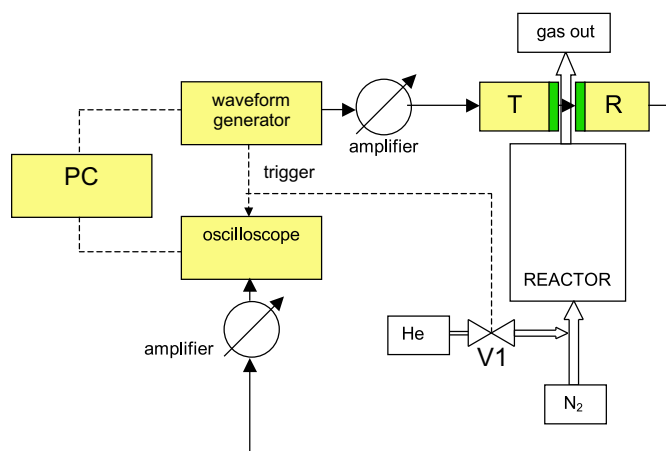 gas out
waveform
generator
T
R
amplifier
trigger
PC
oscilloscope
REACTOR
He
amplifier
V1
N₂